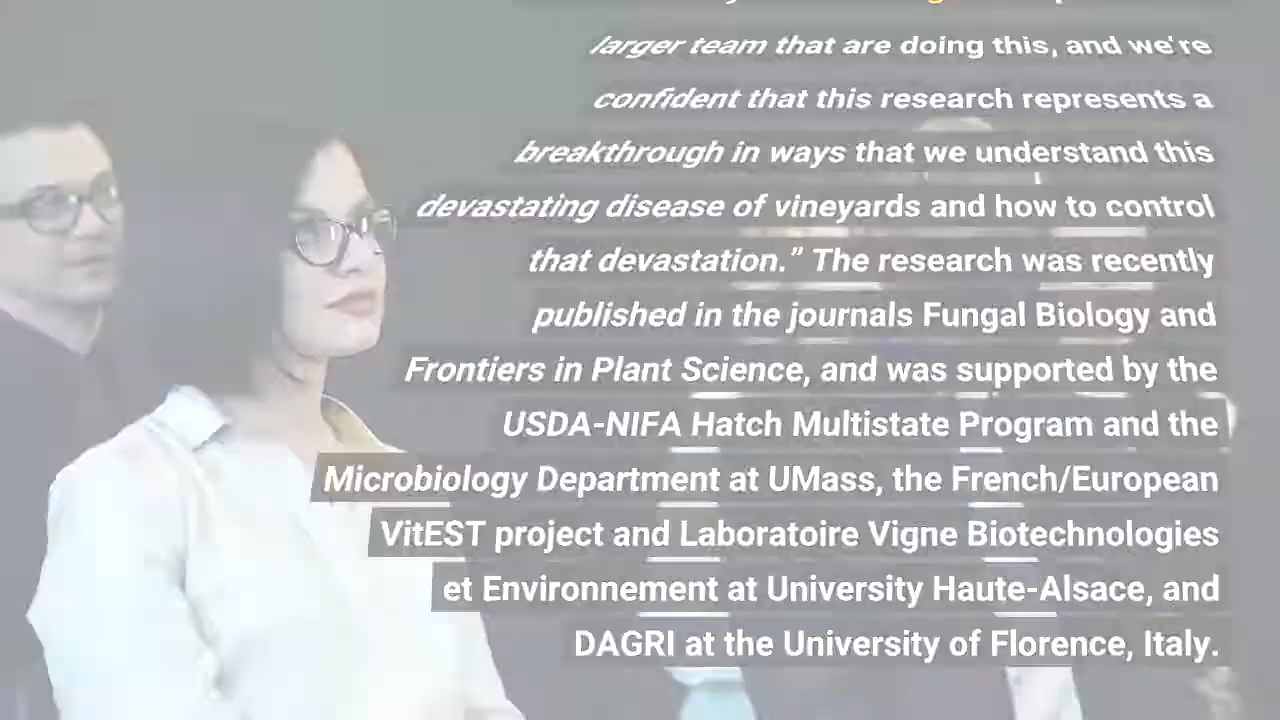 larger team that are doing this, and we're
confident that this research represents a
breakthrough in ways that we understand this
devastating disease of vineyards and how to control
that devastation.” The research was recently
published in the journals Fungal Biology and
Frontiers in Plant Science, and was supported by the
USDA-NIFA Hatch Multistate Program and the
Microbiology Department at UMass, the French/European
VitEST project and Laboratoire Vigne Biotechnologies
et Environnement at University Haute-Alsace, and
DAGRI at the University of Florence, Italy.